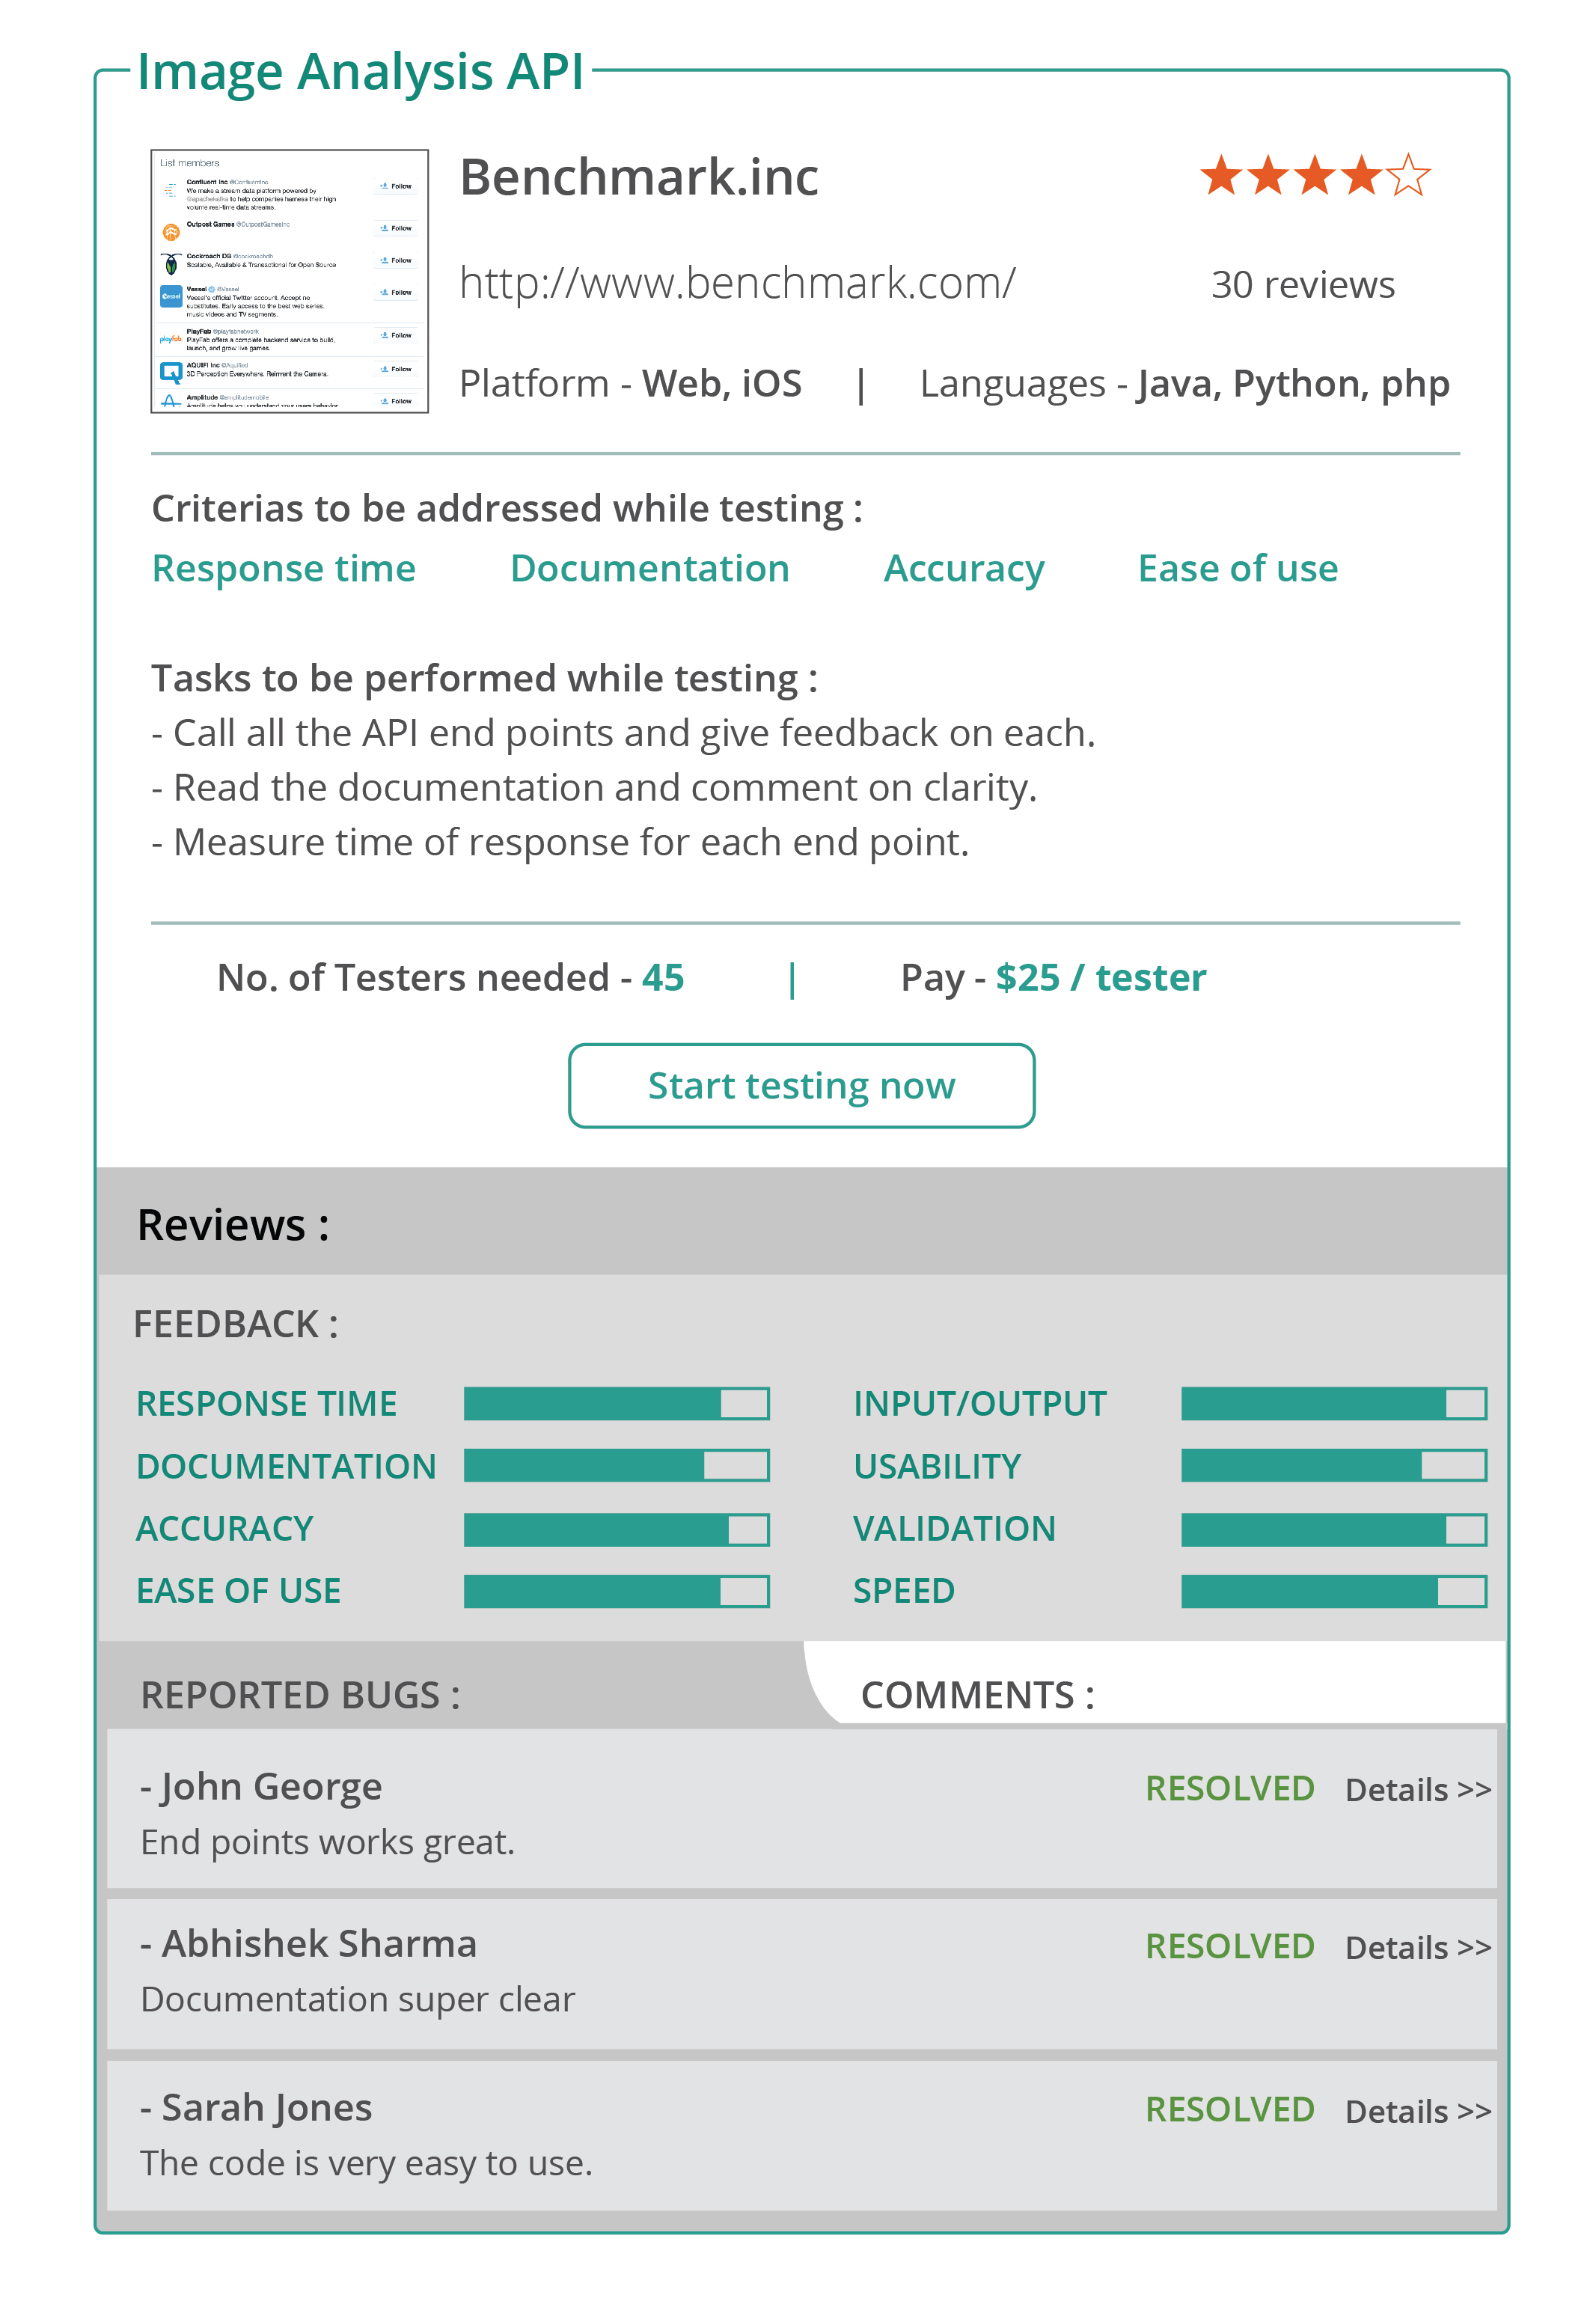 Image Analysis API
List members
Confluent Inc @ConfluentInc
We make a stream data platform powered by
@apachekafka to help companies harness their high
volume real-time data streams.
Follow
Outpost Games @OutpostGamesInc
Follow
Cockroach DB @cockroachdb
Scalable, Available & Transactional for Open Source
Follow
Vessel @Vessel
Vessel's official Twitter account. Accept no
substitutes. Early access to the best web series,
music videos and TV segments.
Follow
PlayFab @playfabnetwork
PlayFab offers a complete backend service to build,
launch, and grow live games.
Follow
AQUIFI Inc @Aquified
3D Perception Everywhere. Reinvent the Camera.
Follow
Amplitude @amplitudemobile
Amplitude helps you understand your users behavior
Follow
Benchmark.inc
http://www.benchmark.com/
30 reviews
Platform - Web, iOS | Languages - Java, Python, php
Criterias to be addressed while testing :
Response time Documentation Accuracy Ease of use
Tasks to be performed while testing :
- Call all the API end points and give feedback on each.
- Read the documentation and comment on clarity.
- Measure time of response for each end point.
No. of Testers needed - 45 | Pay - $25 / tester
Start testing now
Reviews :
FEEDBACK :
RESPONSE TIME INPUT/OUTPUT
DOCUMENTATION USABILITY
ACCURACY VALIDATION
EASE OF USE SPEED
REPORTED BUGS : COMMENTS :
- John George RESOLVED Details >>
End points works great.
- Abhishek Sharma RESOLVED Details >>
Documentation super clear
- Sarah Jones RESOLVED Details >>
The code is very easy to use.